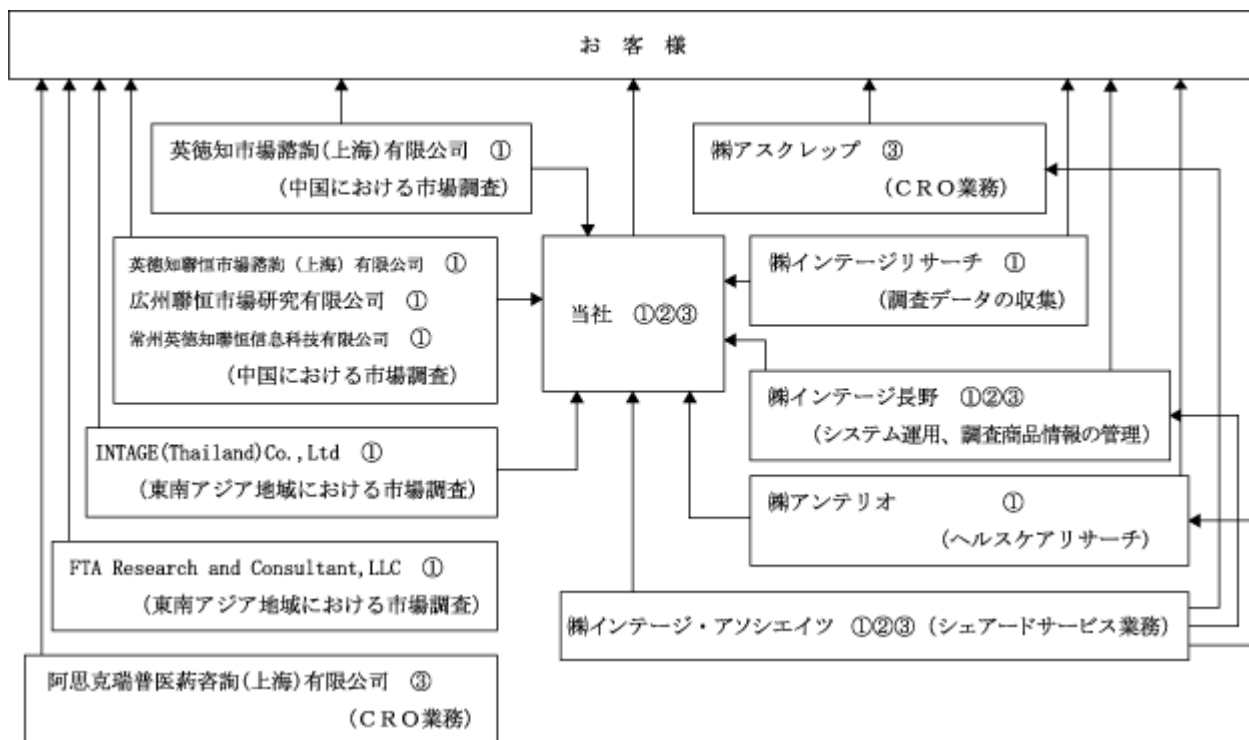 お 客 様
英徳知市場諮詢(上海)有限公司 ①
(中国における市場調査)
㈱アスクレップ ③
(CRO業務)
英徳知聯恒市場諮詢（上海）有限公司 ①
広州聯恒市場研究有限公司 ①
常州英徳知聯恒信息科技有限公司 ①
(中国における市場調査)
当社 ①②③
㈱インテージリサーチ ①
(調査データの収集)
㈱インテージ長野 ①②③
(システム運用、調査商品情報の管理)
INTAGE(Thailand)Co.,Ltd ①
(東南アジア地域における市場調査)
㈱アンテリオ ①
(ヘルスケアリサーチ)
FTA Research and Consultant,LLC ①
(東南アジア地域における市場調査)
㈱インテージ・アソシエイツ ①②③ (シェアードサービス業務)
阿思克瑞普医葯咨詢(上海)有限公司 ③
(CRO業務)